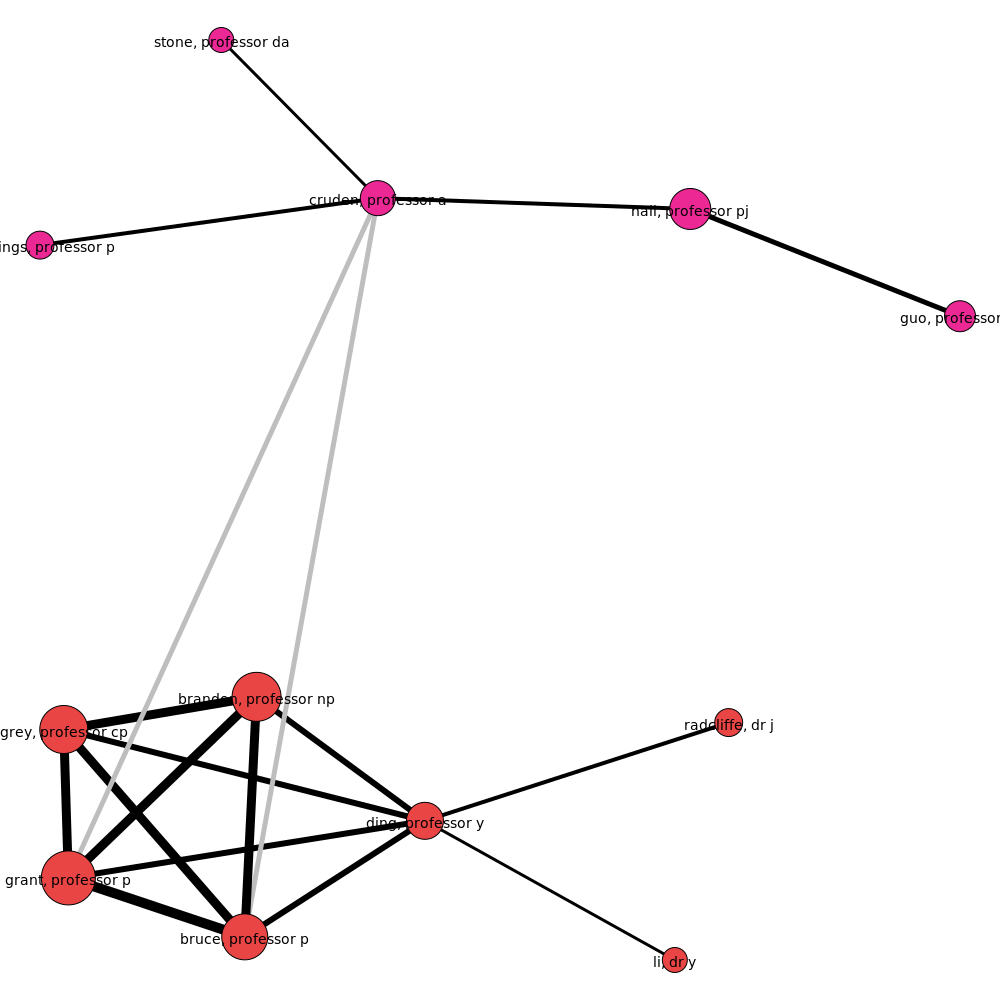 stone, professor da
cruden, professor a
hall, professor pj
ings, professor p
guo, professor
branden, professor np
grey, professor cp
radcliffe, dr j
ding, professor y
grant, professor p
bruce, professor p
li, dr y